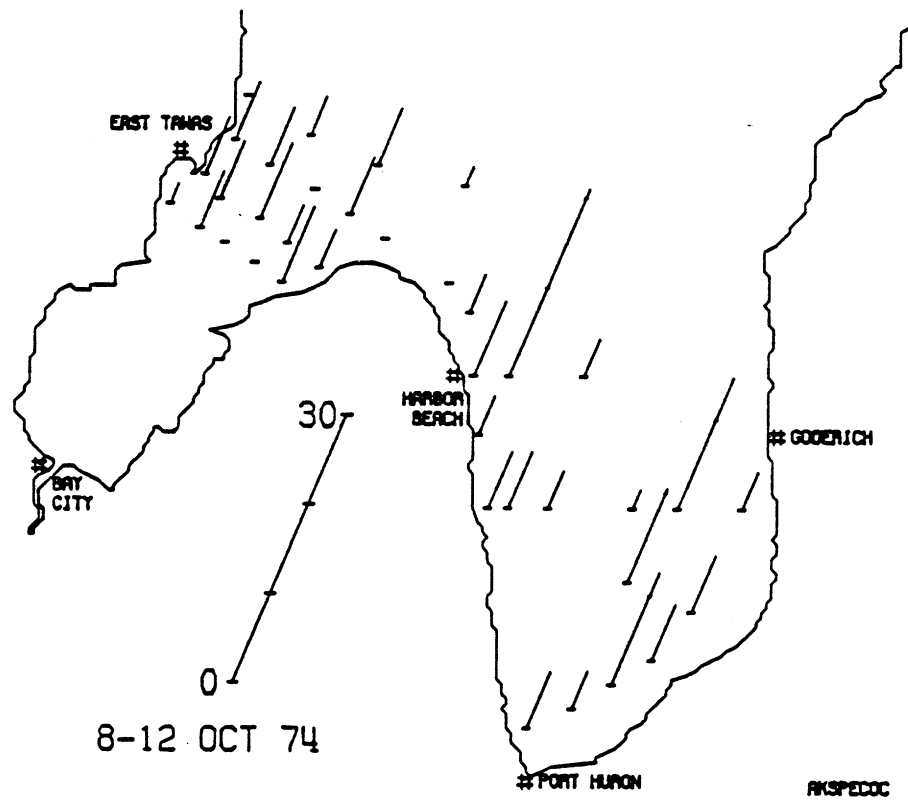 EAST TAWAS
HARBOR
BEACH
30
GODERICH
BAY
CITY
0
8-12 OCT 74
PORT HURON
AKSPECOC